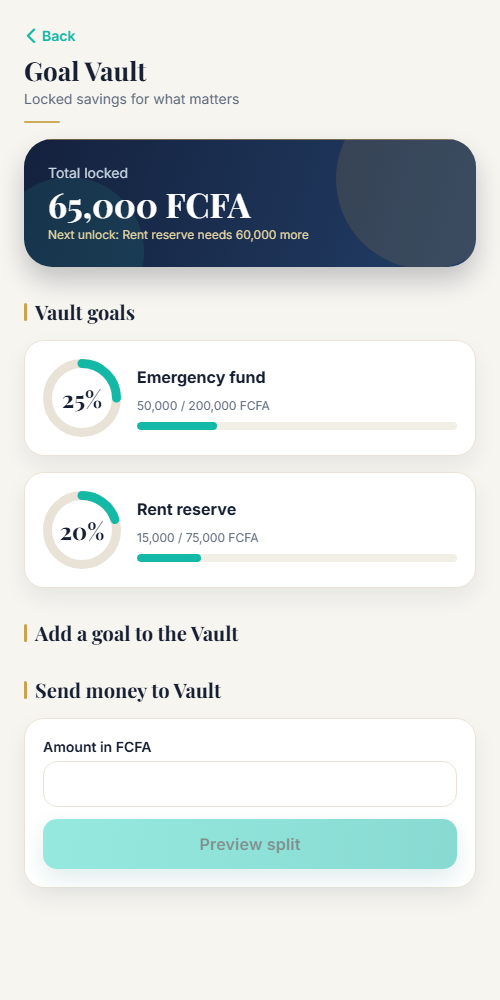 Back
Goal Vault
Locked savings for what matters
Total locked
65,000 FCFA
Next unlock: Rent reserve needs 60,000 more
Vault goals
25%
Emergency fund
50,000 / 200,000 FCFA
20%
Rent reserve
15,000 / 75,000 FCFA
Add a goal to the Vault
Send money to Vault
Amount in FCFA
Preview split